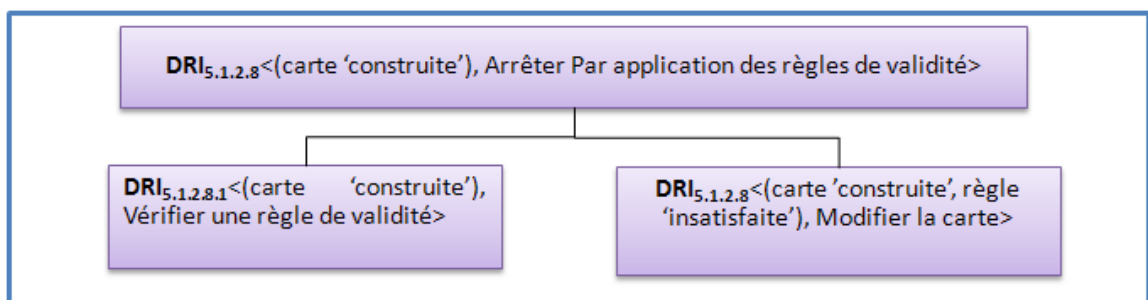 DRI5.1.2.8<(carte ‘construite’), Arrêter Par application des règles de validité>
DRI5.1.2.8.1<(carte ‘construite’),
Vérifier une règle de validité>
DRI5.1.2.8<(carte ’construite’, règle
‘insatisfaite’), Modifier la carte>